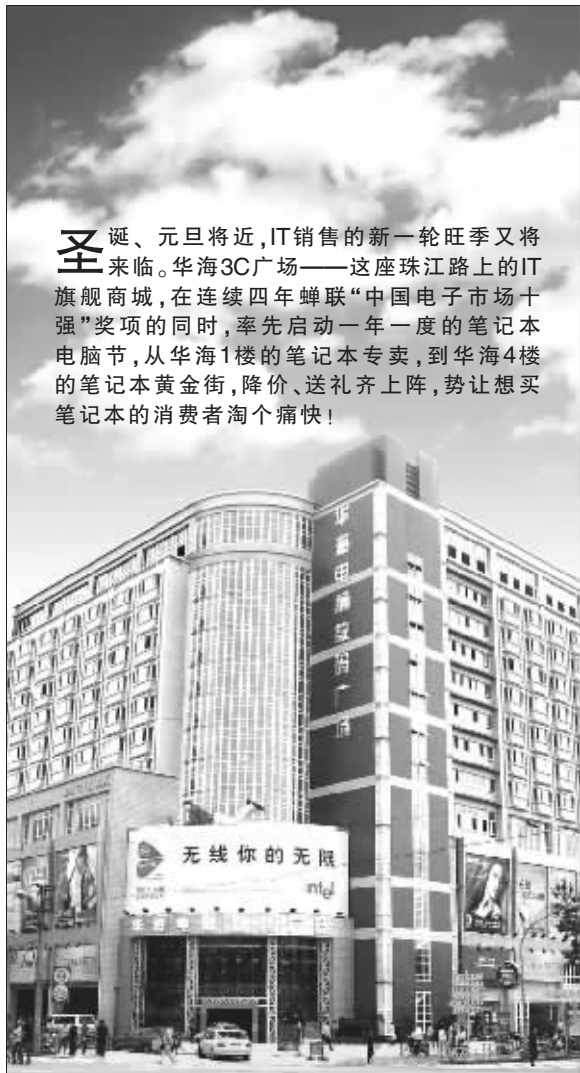 圣诞、元旦将近，IT销售的新一轮旺季又将
来临。华海3C广场——这座珠江路上的IT
旗舰商城，在连续四年蝉联“中国电子市场十
强”奖项的同时，率先启动一年一度的笔记本
电脑节，从华海1楼的笔记本专卖，到华海4楼
的笔记本黄金街，降价、送礼齐上阵，势让想买
笔记本的消费者淘个痛快！
无线你的无限
intel